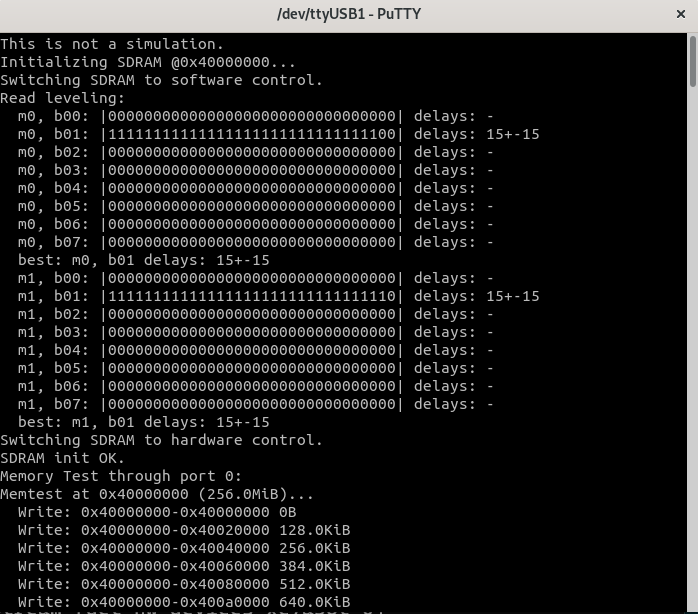 /dev/ttyUSB1 - PuTTY
This is not a simulation.
Initializing SDRAM @0x40000000...
Switching SDRAM to software control.
Read leveling:
  m0, b00: |00000000000000000000000000000000| delays: -
  m0, b01: |11111111111111111111111111111100| delays: 15+-15
  m0, b02: |00000000000000000000000000000000| delays: -
  m0, b03: |00000000000000000000000000000000| delays: -
  m0, b04: |00000000000000000000000000000000| delays: -
  m0, b05: |00000000000000000000000000000000| delays: -
  m0, b06: |00000000000000000000000000000000| delays: -
  m0, b07: |00000000000000000000000000000000| delays: -
  best: m0, b01 delays: 15+-15
  m1, b00: |00000000000000000000000000000000| delays: -
  m1, b01: |11111111111111111111111111111110| delays: 15+-15
  m1, b02: |00000000000000000000000000000000| delays: -
  m1, b03: |00000000000000000000000000000000| delays: -
  m1, b04: |00000000000000000000000000000000| delays: -
  m1, b05: |00000000000000000000000000000000| delays: -
  m1, b06: |00000000000000000000000000000000| delays: -
  m1, b07: |00000000000000000000000000000000| delays: -
  best: m1, b01 delays: 15+-15
Switching SDRAM to hardware control.
SDRAM init OK.
Memory Test through port 0:
Memtest at 0x40000000 (256.0MiB)...
  Write: 0x40000000-0x40000000 0B
  Write: 0x40000000-0x40020000 128.0KiB
  Write: 0x40000000-0x40040000 256.0KiB
  Write: 0x40000000-0x40060000 384.0KiB
  Write: 0x40000000-0x40080000 512.0KiB
  Write: 0x40000000-0x400a0000 640.0KiB